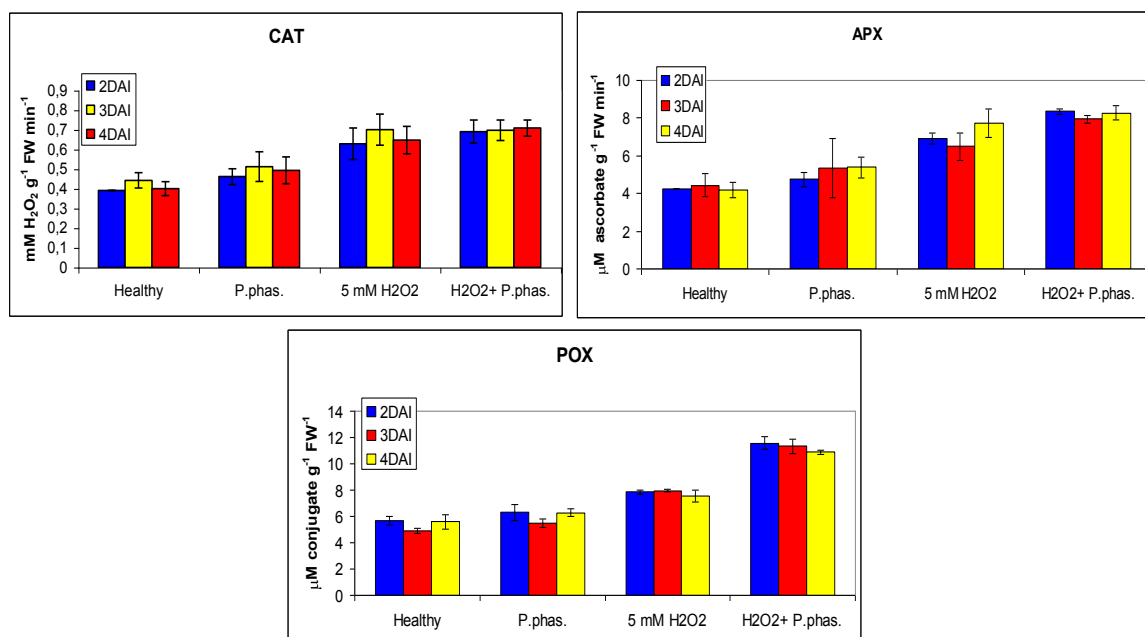 CAT
mM H₂O₂ g⁻¹ FW min⁻¹
2DAI
3DAI
4DAI
0,9
0,8
0,7
0,6
0,5
0,4
0,3
0,2
0,1
0
Healthy
P.phas.
5 mM H2O2
H2O2+ P.phas.
APX
μM ascorbate g⁻¹ FW min⁻¹
2DAI
3DAI
4DAI
10
8
6
4
2
0
Healthy
P.phas.
5 mM H2O2
H2O2+ P.phas.
POX
μM conjugate g⁻¹ FW⁻¹
2DAI
3DAI
4DAI
14
12
10
8
6
4
2
0
Healthy
P.phas.
5 mM H2O2
H2O2+ P.phas.